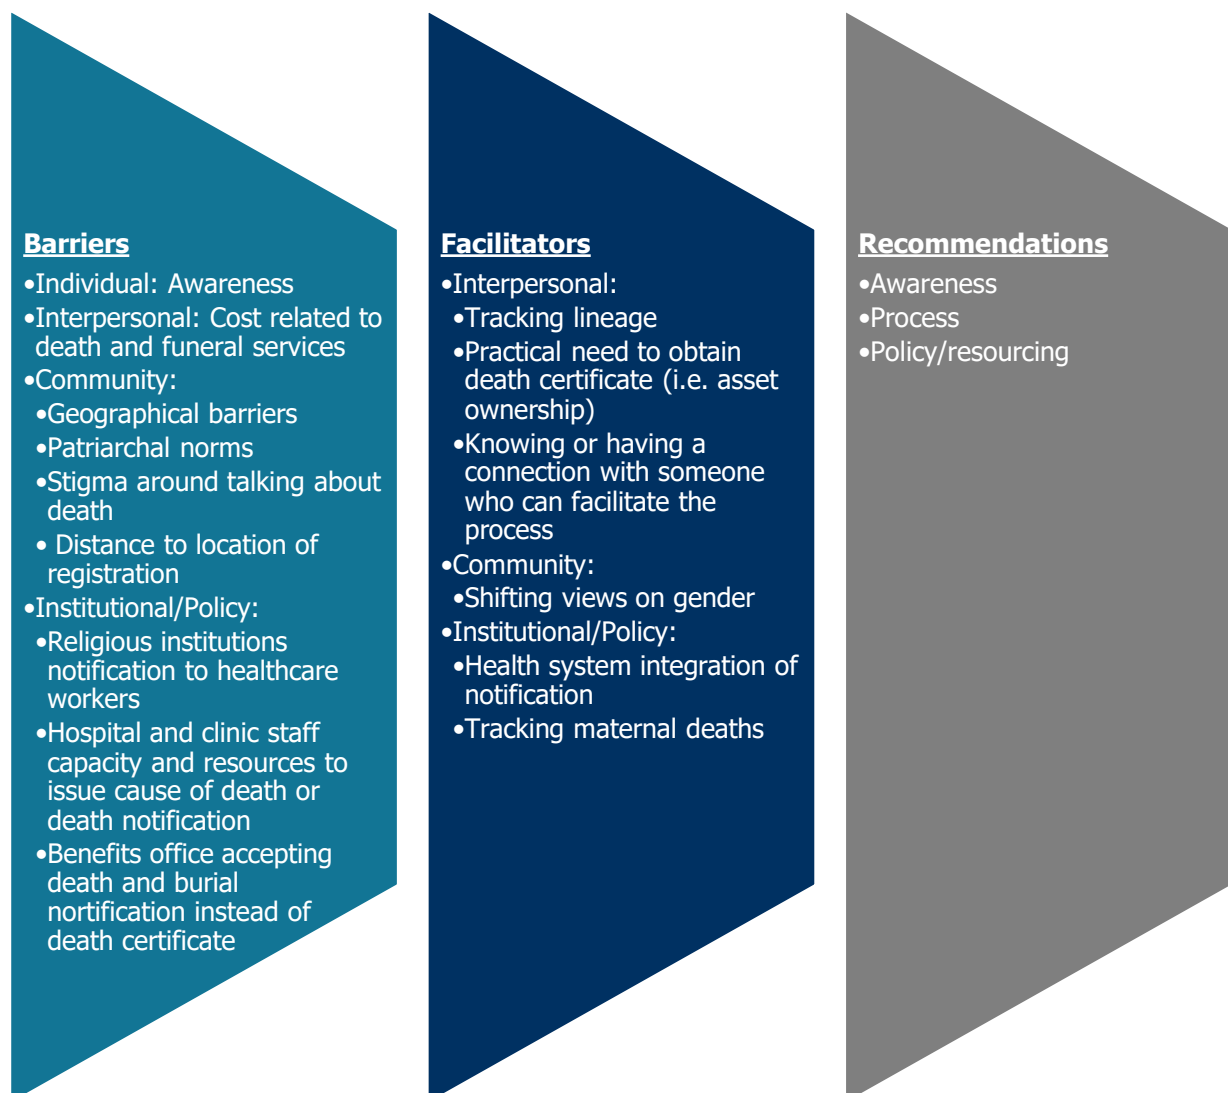 Barriers
•Individual: Awareness
•Interpersonal: Cost related to
death and funeral services
•Community:
•Geographical barriers
•Patriarchal norms
•Stigma around talking about
death
• Distance to location of
registration
•Institutional/Policy:
•Religious institutions
notification to healthcare
workers
•Hospital and clinic staff
capacity and resources to
issue cause of death or
death notification
•Benefits office accepting
death and burial
nortification instead of
death certificate
Facilitators
•Interpersonal:
•Tracking lineage
•Practical need to obtain
death certificate (i.e. asset
ownership)
•Knowing or having a
connection with someone
who can facilitate the
process
•Community:
•Shifting views on gender
•Institutional/Policy:
•Health system integration of
notification
•Tracking maternal deaths
Recommendations
•Awareness
•Process
•Policy/resourcing